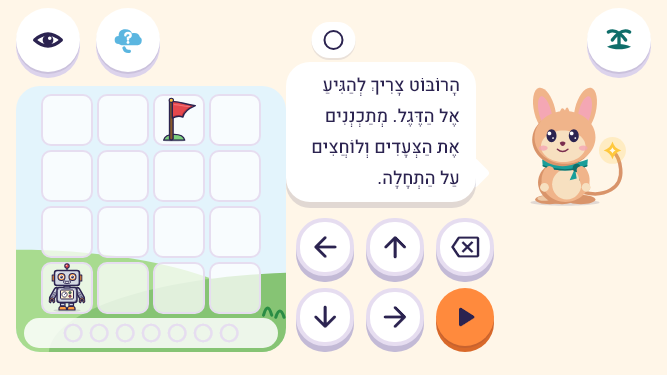 הָרוֹבּוֹט צָרִיךְ לְהַגִּיעַ
אֶל הַדֶּגֶל. מְתַכְנְנִים
אֶת הַצְּעָדִים וְלוֹחֲצִים
עַל הַתְחָלָה.